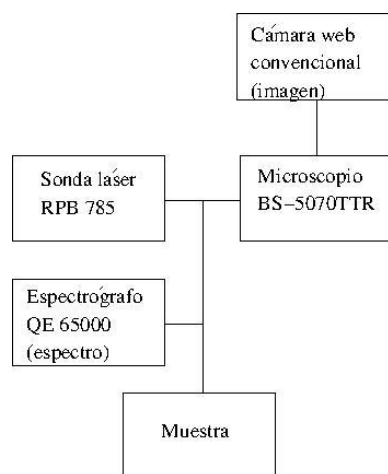 Cámara web
convencional
(imagen)
Sonda láser
RPB 785
Microscopio
BS-5070TTR
Espectrógrafo
QE 65000
(espectro)
Muestra